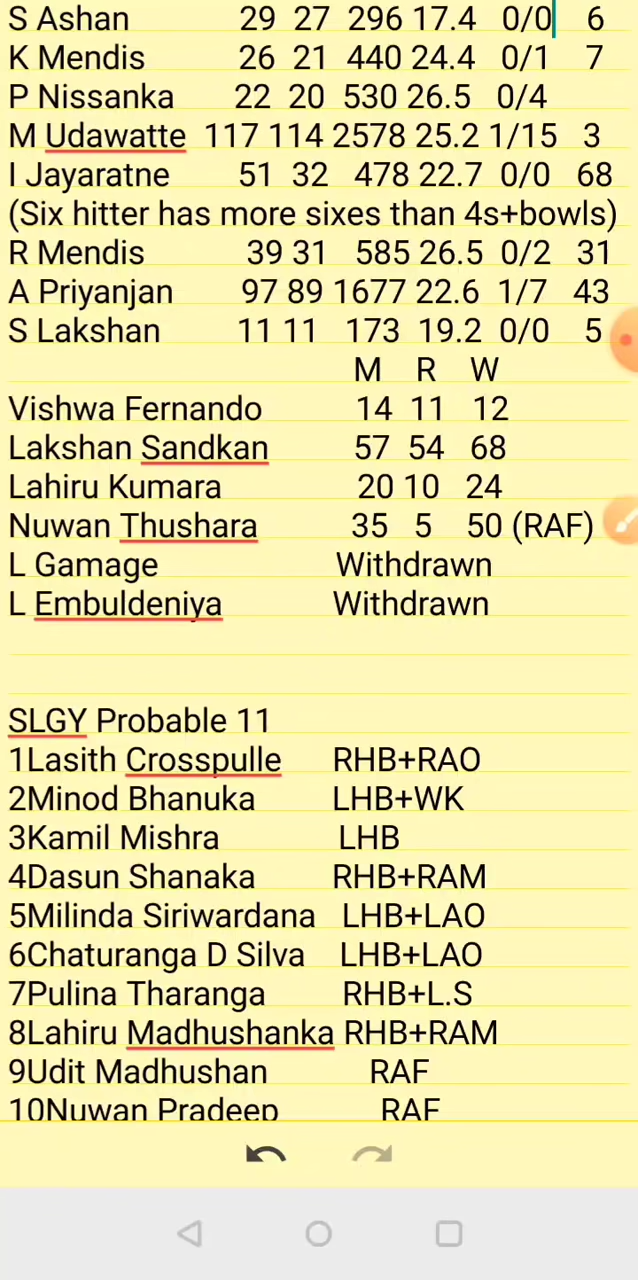 S Ashan 29 27 296 17.4 0/0 6
K Mendis 26 21 440 24.4 0/1 7
P Nissanka 22 20 530 26.5 0/4
M Udawatte 117 114 2578 25.2 1/15 3
I Jayaratne 51 32 478 22.7 0/0 68
(Six hitter has more sixes than 4s+bowls)
R Mendis 39 31 585 26.5 0/2 31
A Priyanjan 97 89 1677 22.6 1/7 43
S Lakshan 11 11 173 19.2 0/0 5
M R W
Vishwa Fernando 14 11 12
Lakshan Sandkan 57 54 68
Lahiru Kumara 20 10 24
Nuwan Thushara 35 5 50 (RAF)
L Gamage Withdrawn
L Embuldeniya Withdrawn
SLGY Probable 11
1Lasith Crosspulle RHB+RAO
2Minod Bhanuka LHB+WK
3Kamil Mishra LHB
4Dasun Shanaka RHB+RAM
5Milinda Siriwardana LHB+LAO
6Chaturanga D Silva LHB+LAO
7Pulina Tharanga RHB+L.S
8Lahiru Madhushanka RHB+RAM
9Udit Madhushan RAF
10Nuwan Pradeep RAF